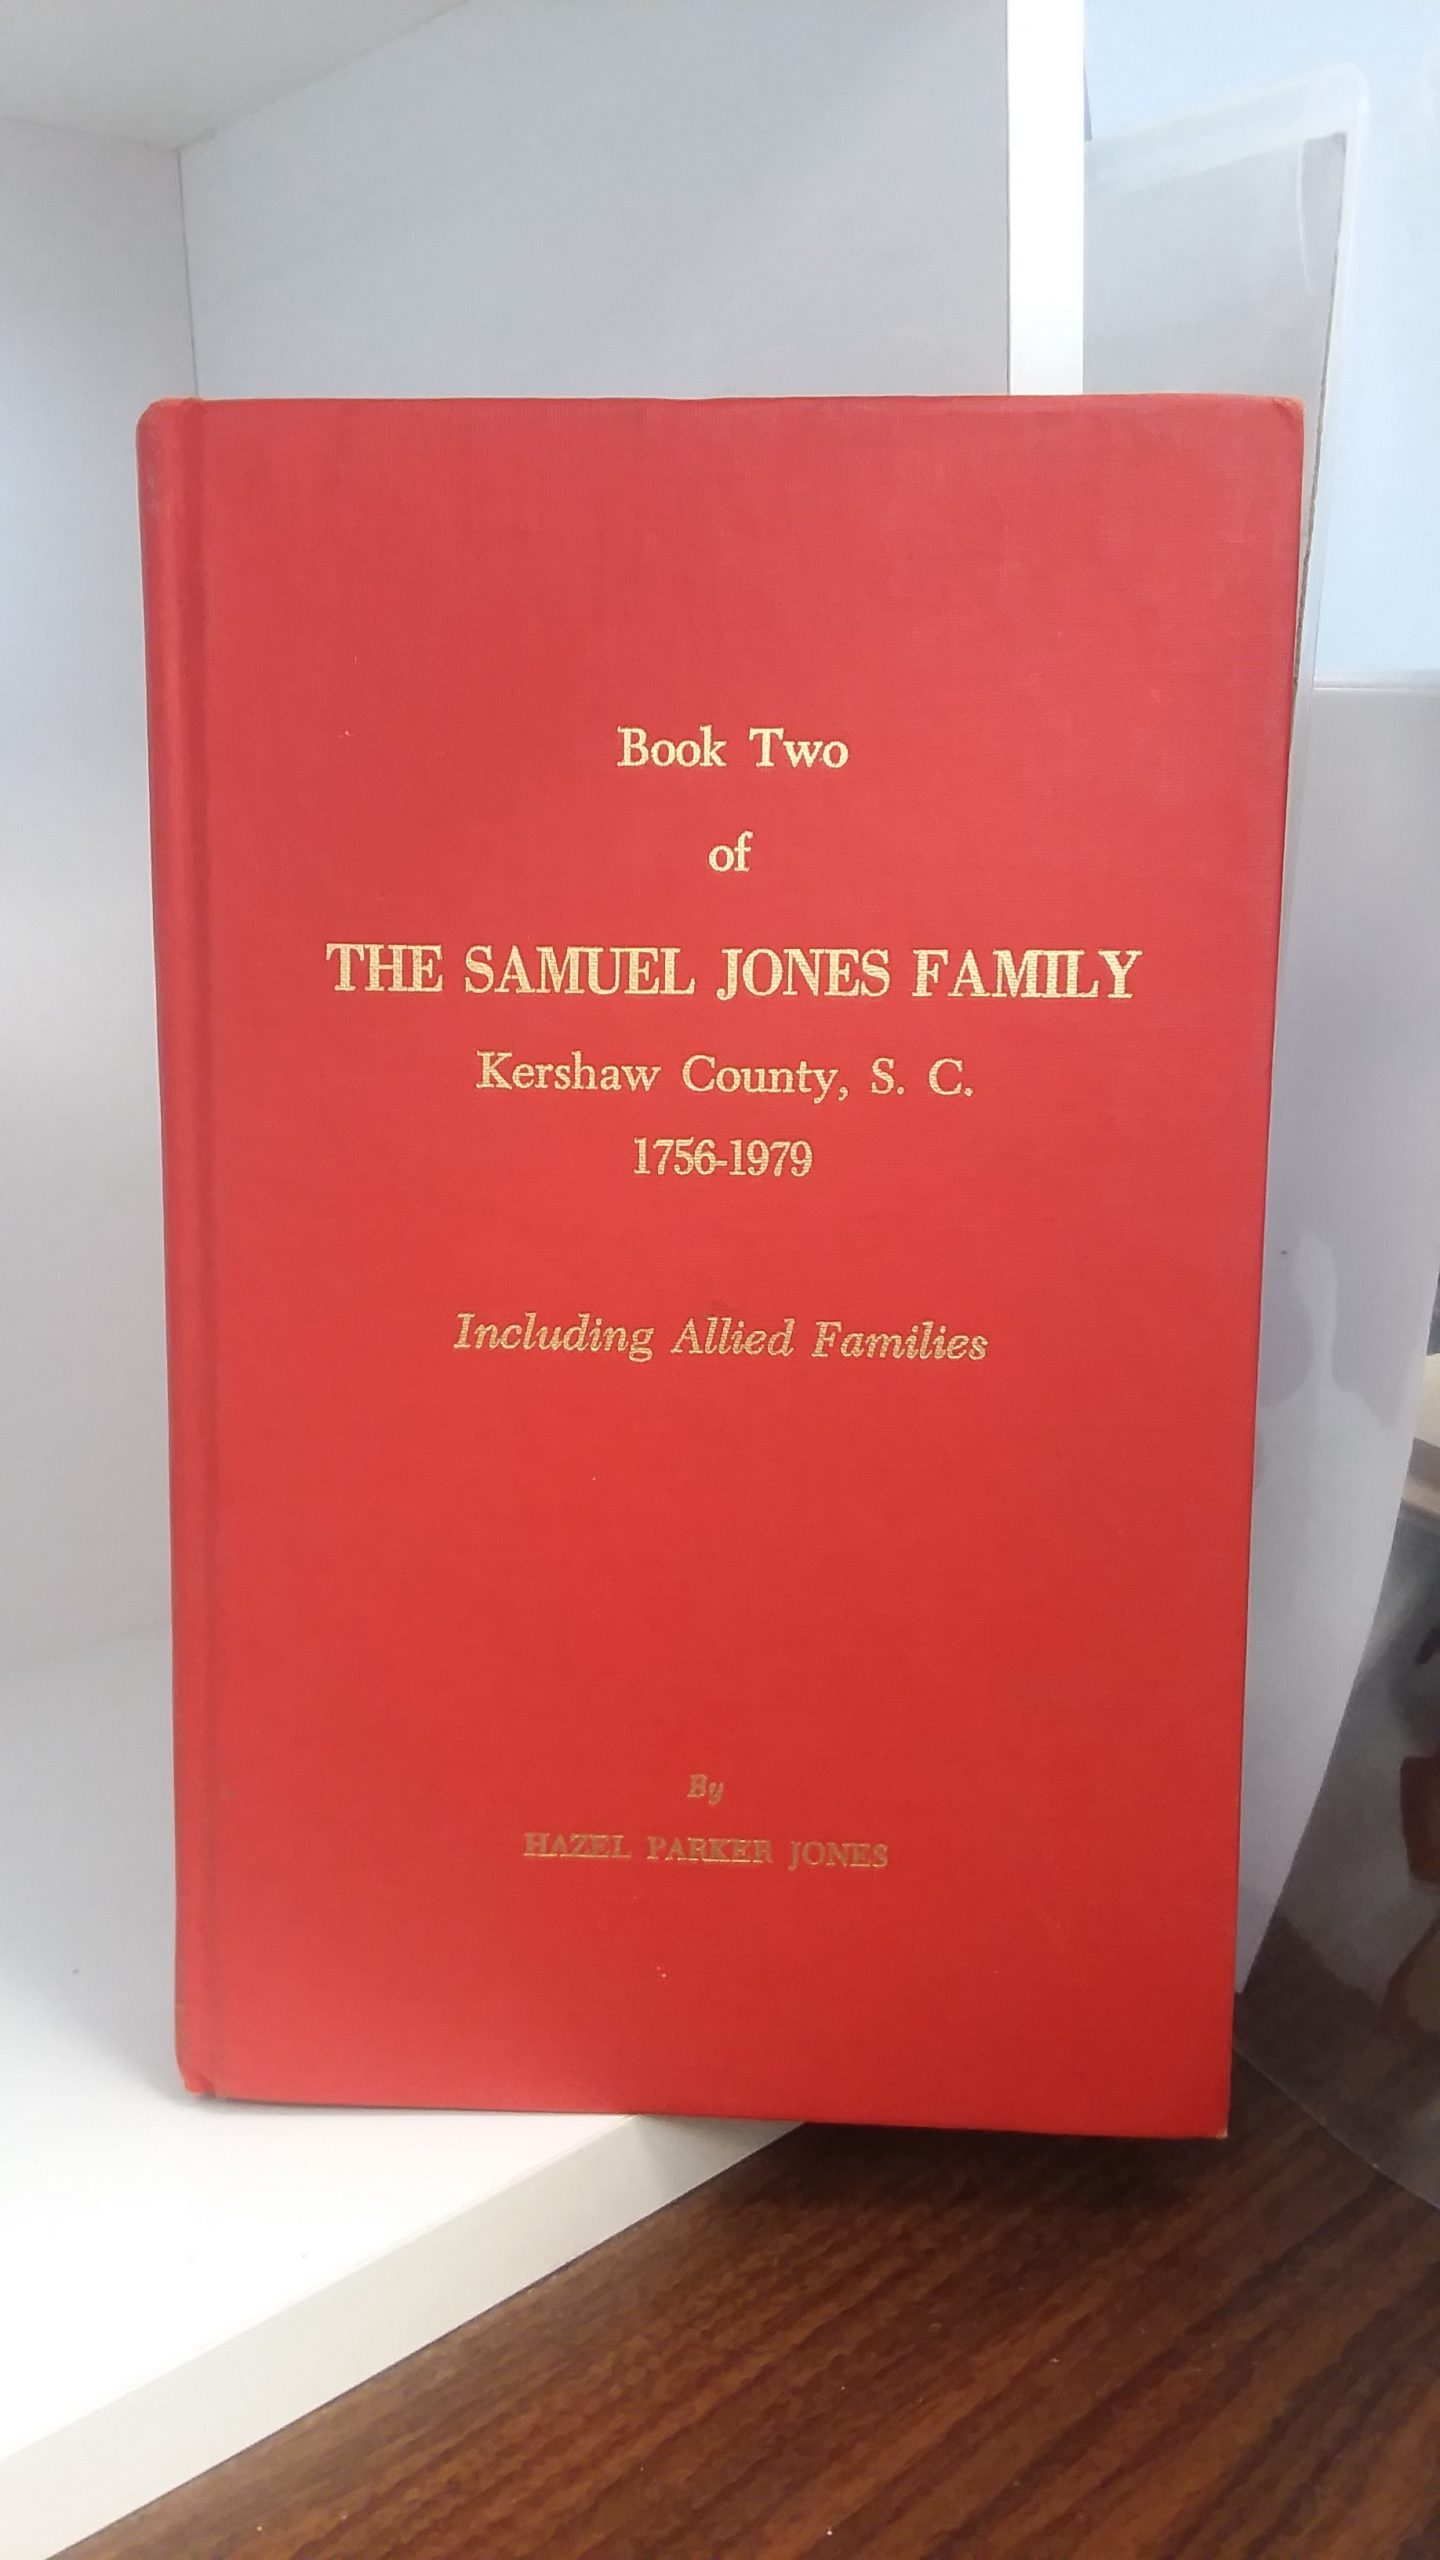 Book Two
of
THE SAMUEL JONES FAMILY
Kershaw County, S. C.
1756-1979
Including Allied Families
By
HAZEL PARKER JONES